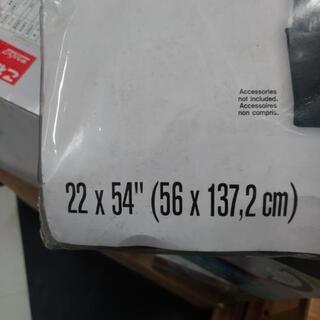 Accessories
not included.
Accessoires
non compris.
22 x 54" (56 x 137,2 cm)